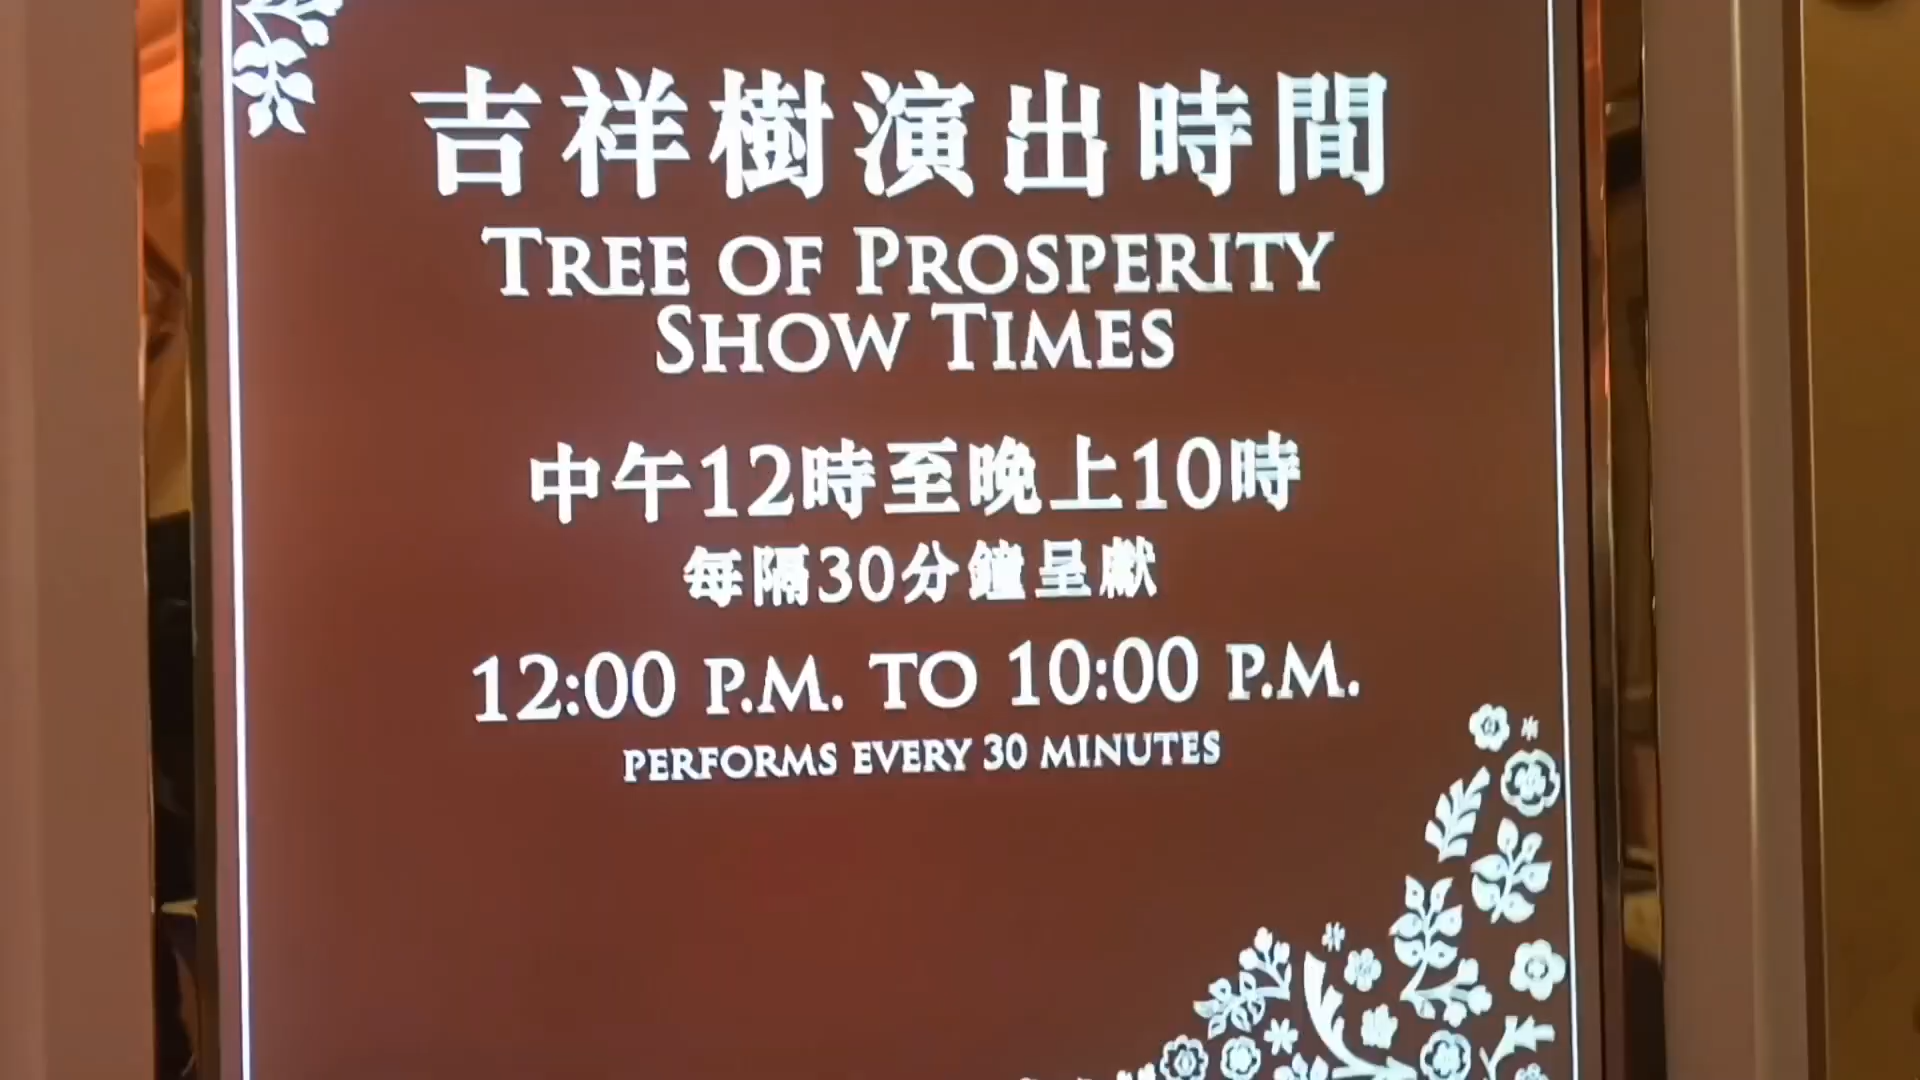 吉祥樹演出時間
TREE OF PROSPERITY
SHOW TIMES
中午12時至晚上10時
每隔30分鐘呈獻
12:00 P.M. TO 10:00 P.M.
PERFORMS EVERY 30 MINUTES